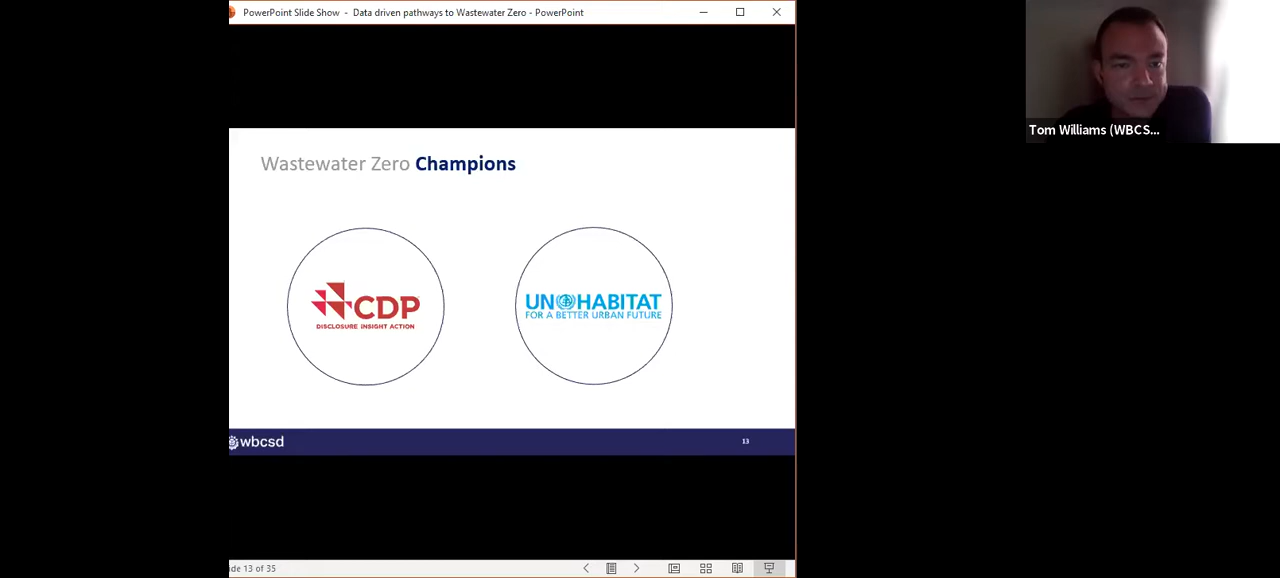 PowerPoint Slide Show - Data driven pathways to Wastewater Zero - PowerPoint
Tom Williams (WBCS...
Wastewater Zero Champions
CDP
DISCLOSURE INSIGHT ACTION
UN HABITAT
FOR A BETTER URBAN FUTURE
wbcsd
13
ide 13 of 35